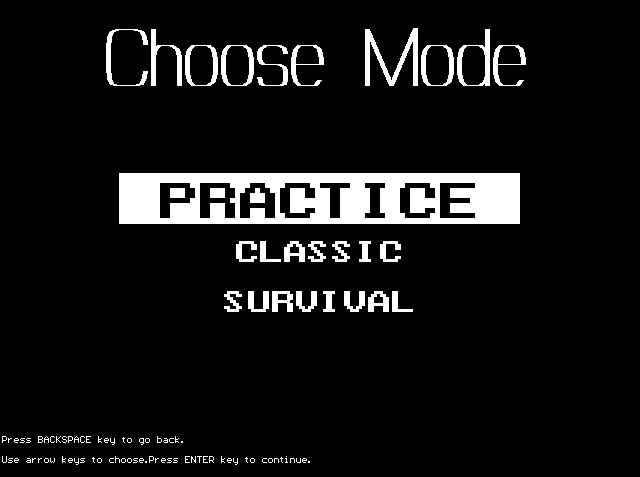 Choose Mode
PRACTICE
CLASSIC
SURVIVAL
Press BACKSPACE key to go back.
Use arrow keys to choose.Press ENTER key to continue.